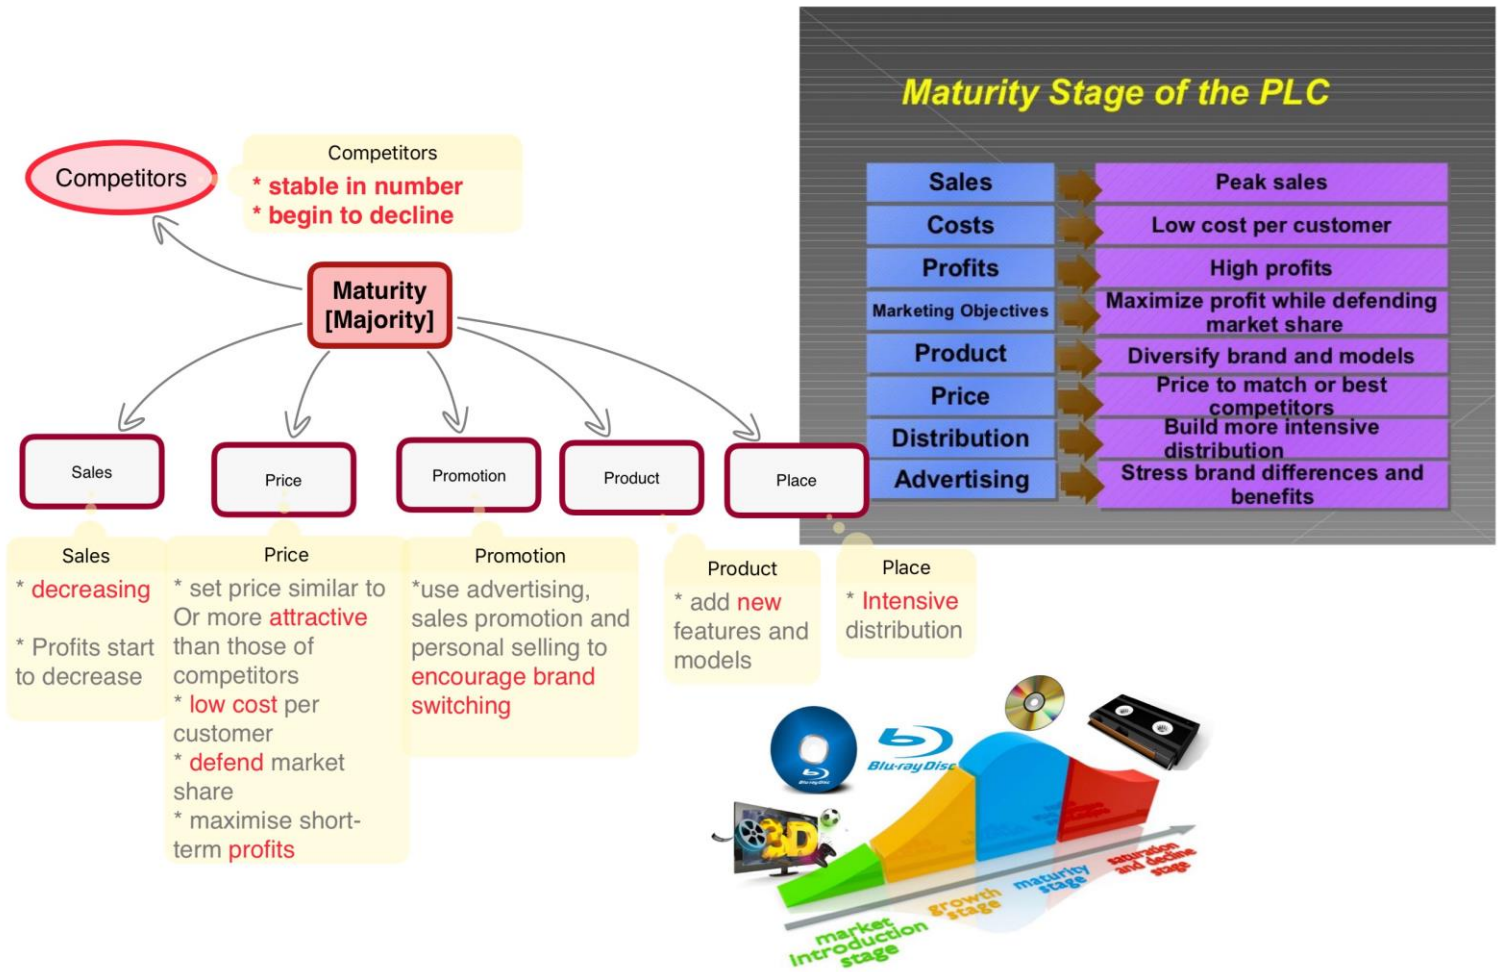 Competitors
Competitors
* stable in number
* begin to decline
Maturity
[Majority]
Sales
Price
Promotion
Product
Place
Sales
* decreasing
* Profits start
to decrease
Price
* set price similar to
Or more attractive
than those of
competitors
* low cost per
customer
* defend market
share
* maximise short-
term profits
Promotion
*use advertising,
sales promotion and
personal selling to
encourage brand
switching
Product
* add new
features and
models
Place
* Intensive
distribution
Maturity Stage of the PLC
Sales
Peak sales
Costs
Low cost per customer
Profits
High profits
Marketing Objectives
Maximize profit while defending
market share
Product
Diversify brand and models
Price
Price to match or best
competitors
Distribution
Build more intensive
distribution
Advertising
Stress brand differences and
benefits
Blu-ray Disc
Blu-ray Disc
3D
market
introduction
stage
growth
stage
maturity
stage
saturation
and decline
stage